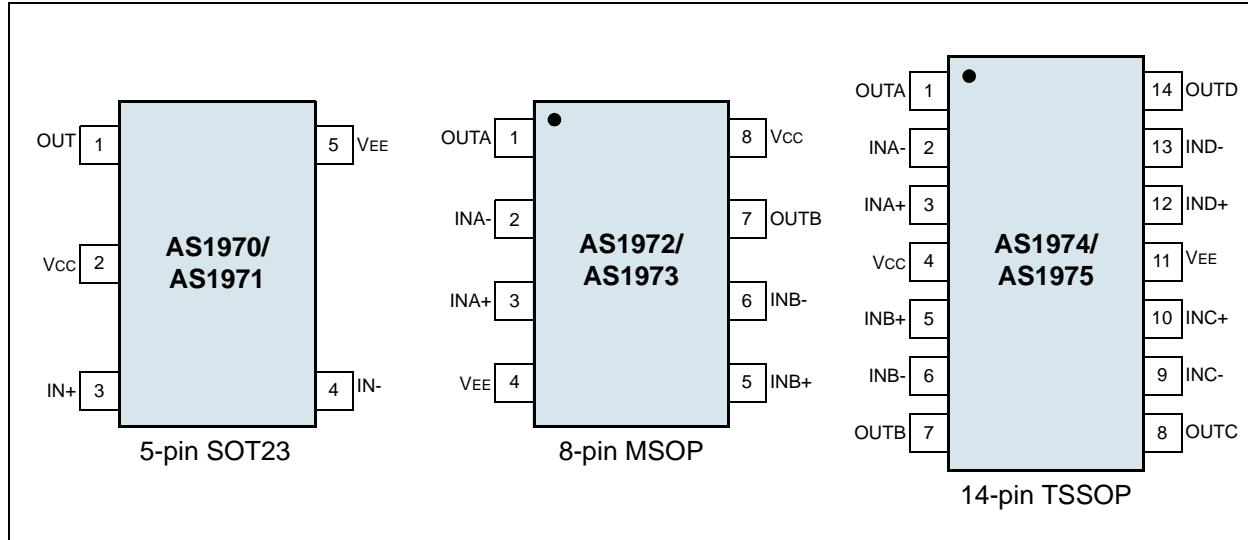 OUT 1
5 VEE
VCC 2
AS1970/
AS1971
IN+ 3
4 IN-
5-pin SOT23
OUTA 1
8 VCC
INA- 2
7 OUTB
AS1972/
AS1973
INA+ 3
6 INB-
VEE 4
5 INB+
8-pin MSOP
OUTA 1
14 OUTD
INA- 2
13 IND-
INA+ 3
12 IND+
AS1974/
AS1975
VCC 4
11 VEE
INB+ 5
10 INC+
INB- 6
9 INC-
OUTB 7
8 OUTC
14-pin TSSOP